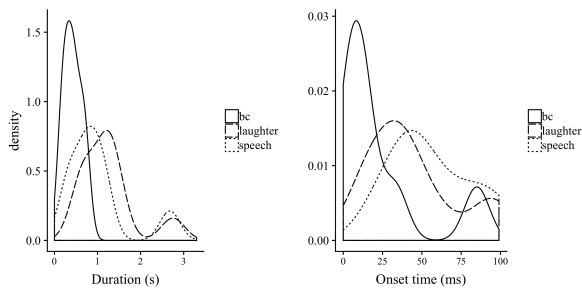 density
1.5
1.0
0.5
0.0
0 1 2 3
Duration (s)
bc
laughter
speech
0.03
0.02
0.01
0.00
0 25 50 75 100
Onset time (ms)
bc
laughter
speech